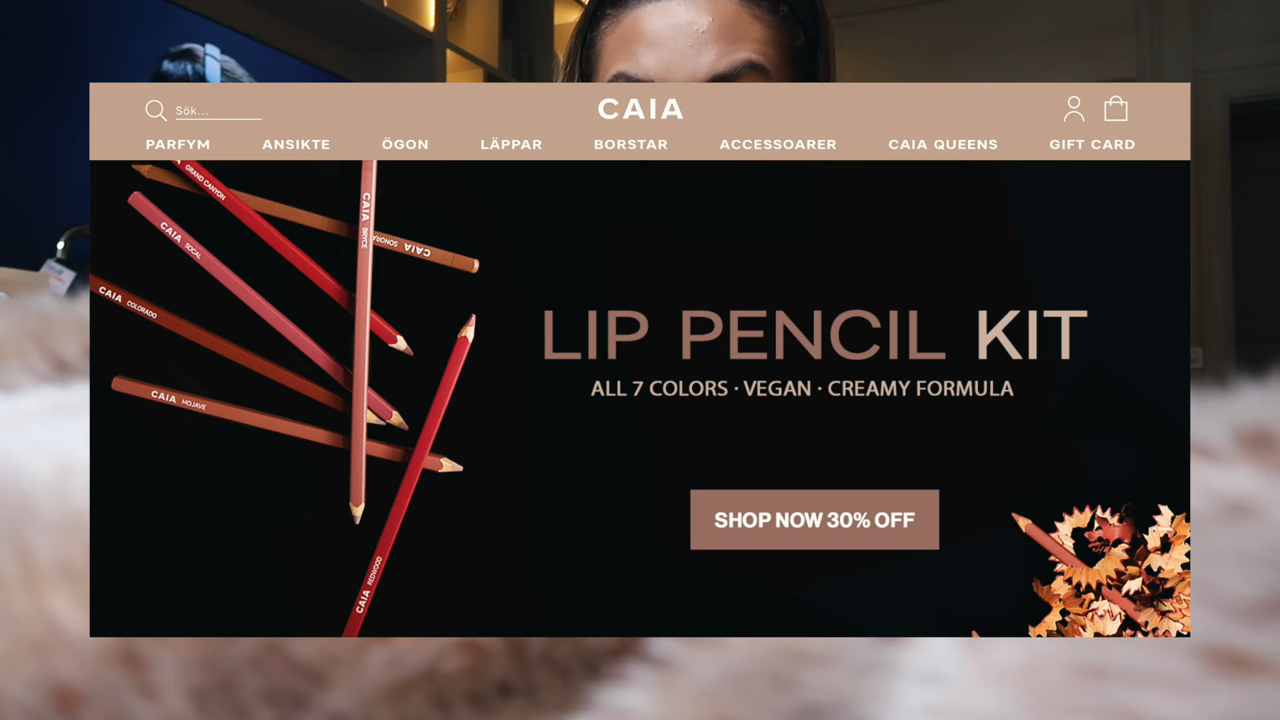 CAIA
Sök...
PARFYM ANSIKTE ÖGON LÄPPAR BORSTAR ACCESSOARER CAIA QUEENS GIFT CARD
GRAND CANYON
CAIA BRYCE
CAIA SONORA
CAIA SOCAL
CAIA COLORADO
CAIA MOJAVE
CAIA REDWOOD
LIP PENCIL KIT
ALL 7 COLORS · VEGAN · CREAMY FORMULA
SHOP NOW 30% OFF